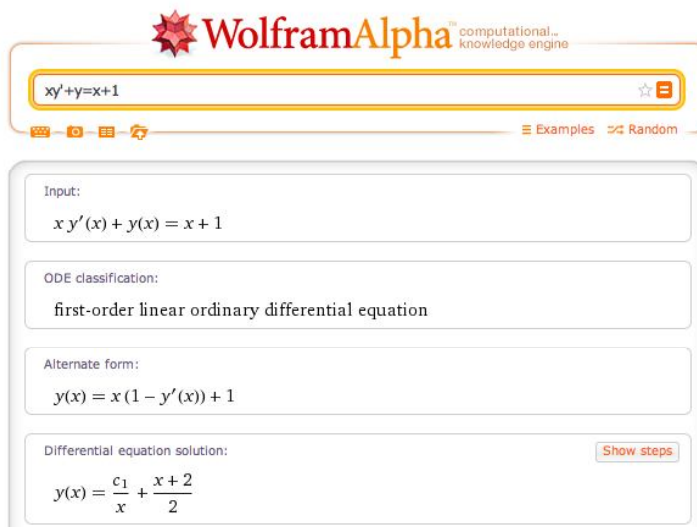 WolframAlpha™ computational...
knowledge engine
xy'+y=x+1
Examples Random
Input:
x y′(x) + y(x) = x + 1
ODE classification:
first-order linear ordinary differential equation
Alternate form:
y(x) = x (1 − y′(x)) + 1
Differential equation solution:
Show steps
y(x) = c₁/x + (x + 2)/2